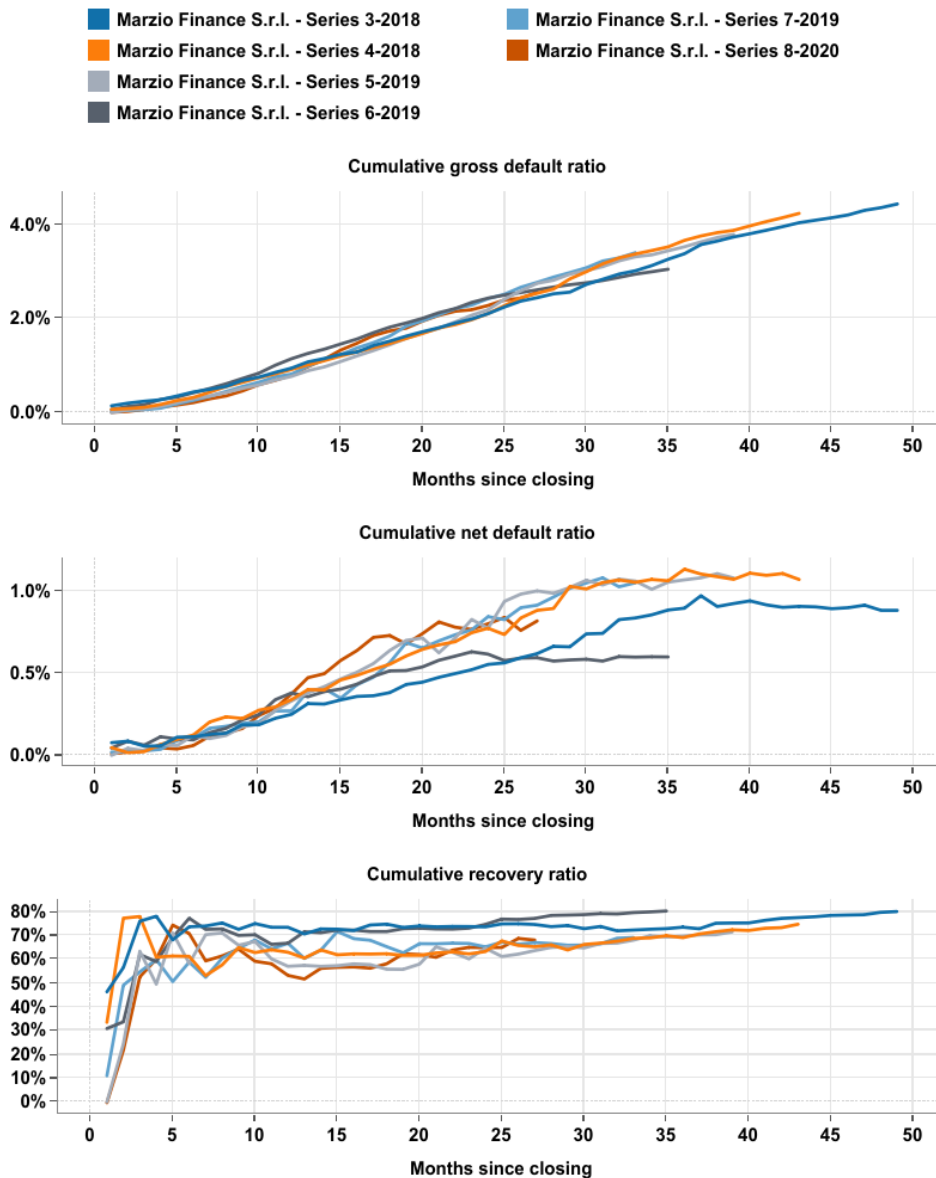 Marzio Finance S.r.l. - Series 3-2018
Marzio Finance S.r.l. - Series 4-2018
Marzio Finance S.r.l. - Series 5-2019
Marzio Finance S.r.l. - Series 6-2019
Marzio Finance S.r.l. - Series 7-2019
Marzio Finance S.r.l. - Series 8-2020
Cumulative gross default ratio
4.0%
2.0%
0.0%
0 5 10 15 20 25 30 35 40 45 50
Months since closing
Cumulative net default ratio
1.0%
0.5%
0.0%
0 5 10 15 20 25 30 35 40 45 50
Months since closing
Cumulative recovery ratio
80%
70%
60%
50%
40%
30%
20%
10%
0%
0 5 10 15 20 25 30 35 40 45 50
Months since closing